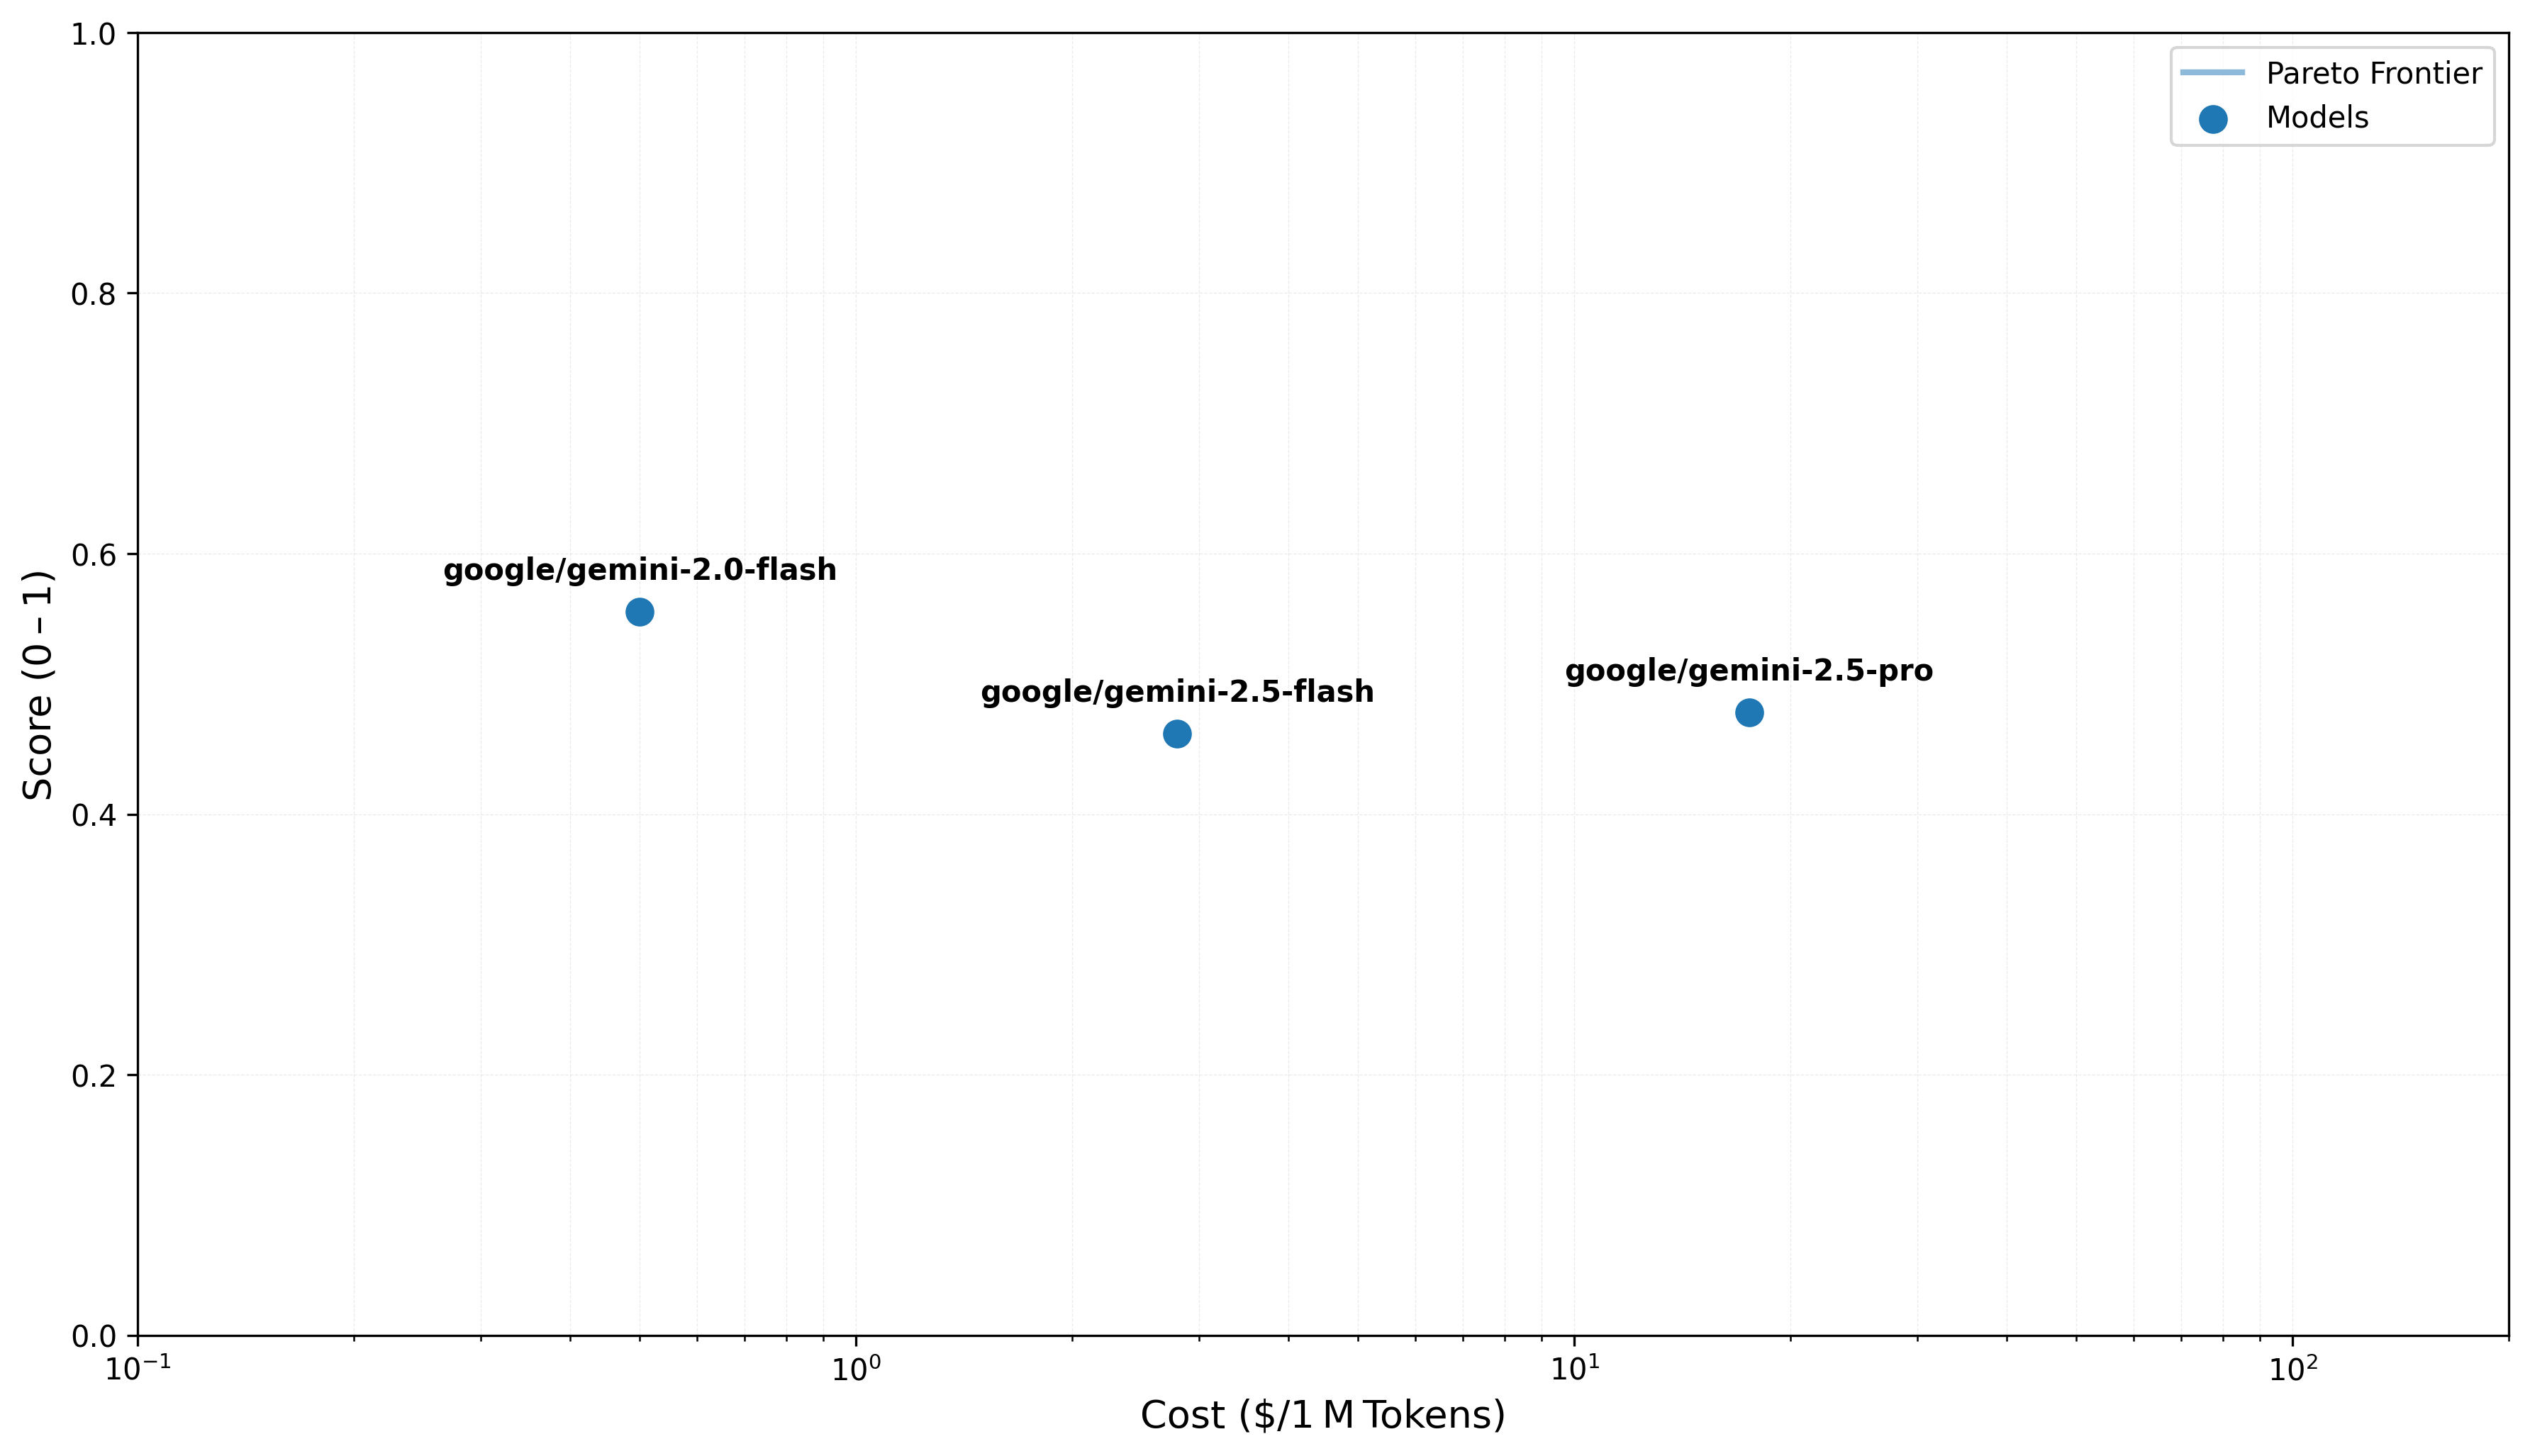 1.0
Pareto Frontier
Models
0.8
0.6
google/gemini-2.0-flash
google/gemini-2.5-pro
google/gemini-2.5-flash
Score (0 – 1)
0.4
0.2
0.0
10⁻¹
10⁰
10¹
10²
Cost ($/1 M Tokens)